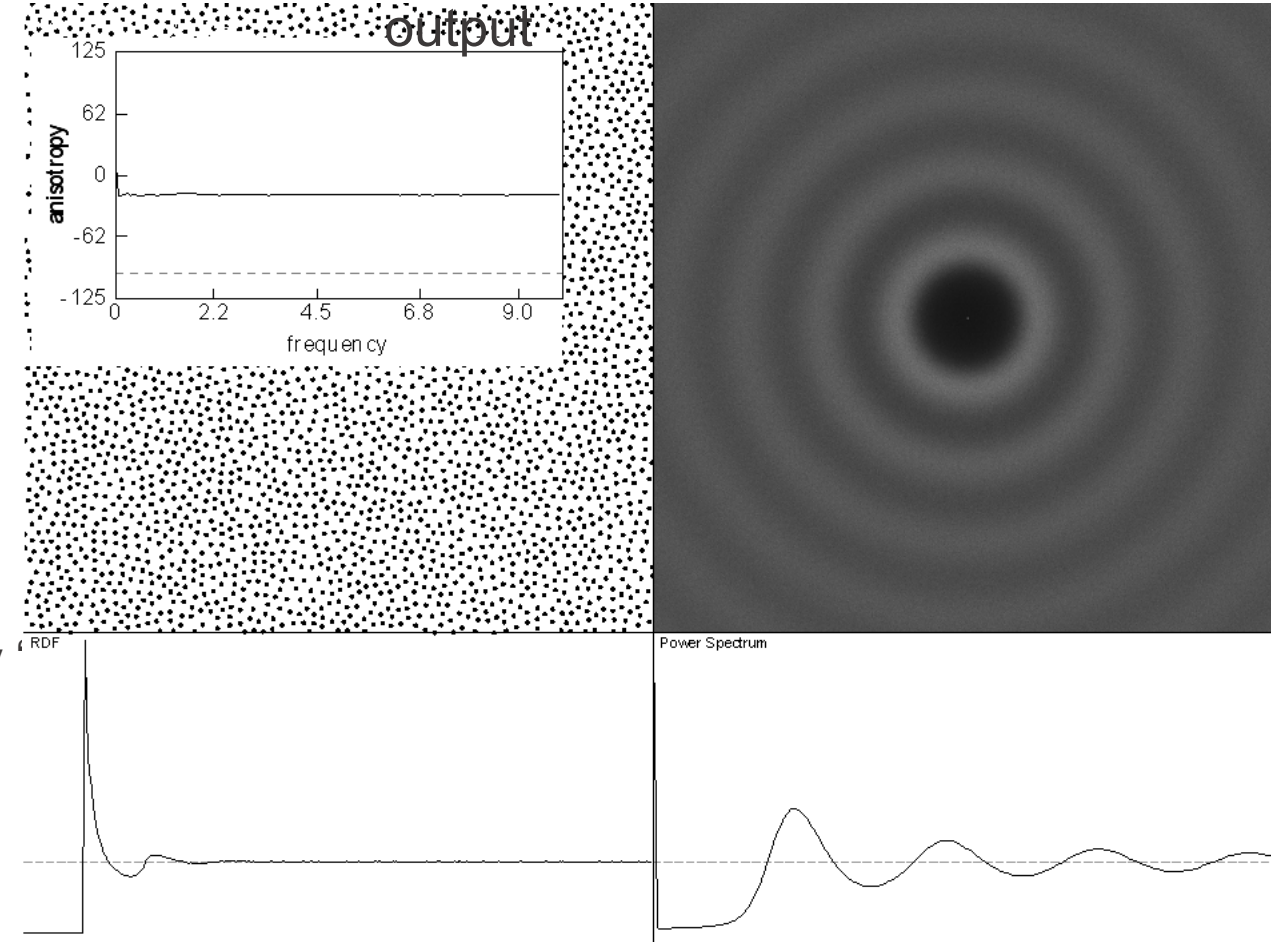 output
125
62
0
-62
-125
anisotropy
0 2.2 4.5 6.8 9.0
frequency
RDF
Power Spectrum